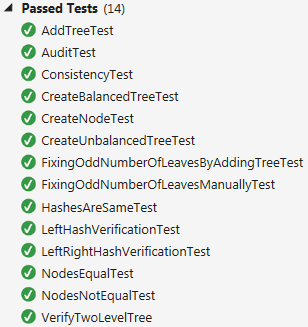 Passed Tests (14)
AddTreeTest
AuditTest
ConsistencyTest
CreateBalancedTreeTest
CreateNodeTest
CreateUnbalancedTreeTest
FixingOddNumberOfLeavesByAddingTreeTest
FixingOddNumberOfLeavesManuallyTest
HashesAreSameTest
LeftHashVerificationTest
LeftRightHashVerificationTest
NodesEqualTest
NodesNotEqualTest
VerifyTwoLevelTree